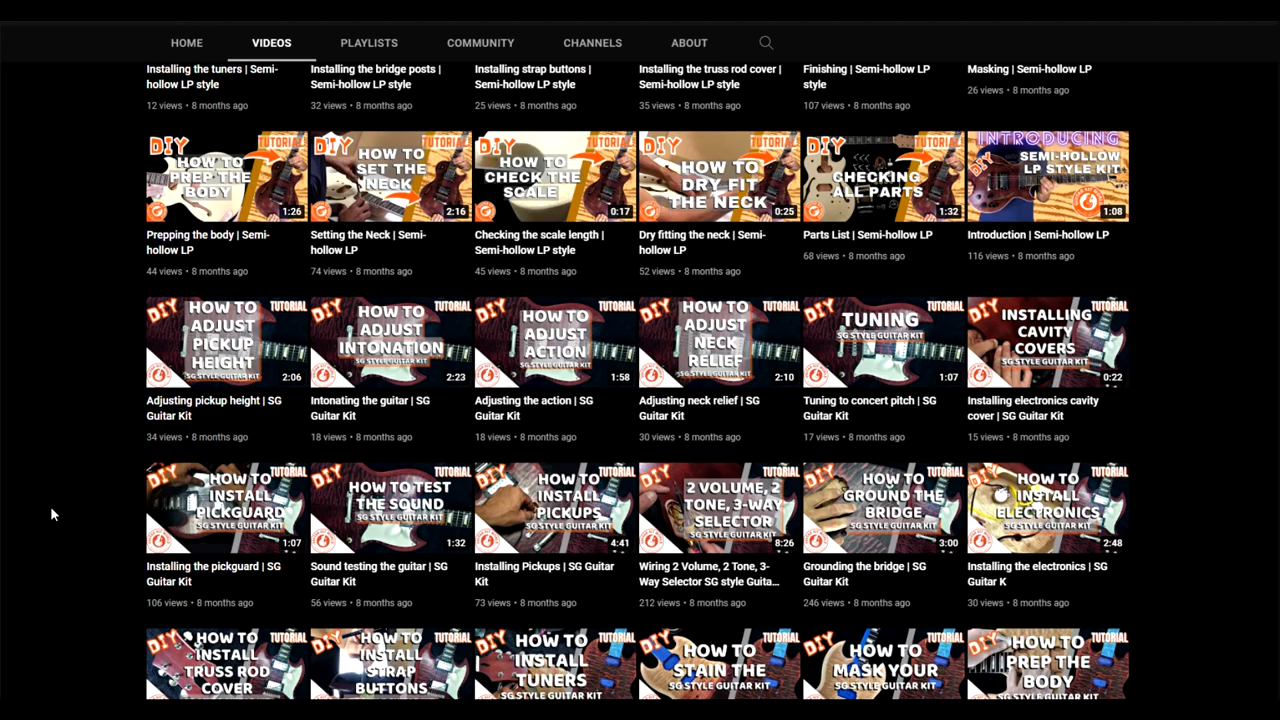 HOME VIDEOS PLAYLISTS COMMUNITY CHANNELS ABOUT
Installing the tuners | Semi-
hollow LP style
12 views • 8 months ago
Installing the bridge posts |
Semi-hollow LP style
32 views • 8 months ago
Installing strap buttons |
Semi-hollow LP style
25 views • 8 months ago
Installing the truss rod cover |
Semi-hollow LP style
35 views • 8 months ago
Finishing | Semi-hollow LP
style
107 views • 8 months ago
Masking | Semi-hollow LP
26 views • 8 months ago
DIY
TUTORIAL
HOW TO
PREP THE
BODY
1:26
Prepping the body | Semi-
hollow LP
44 views • 8 months ago
DIY
TUTORIAL
HOW TO
SET THE
NECK
2:16
Setting the Neck | Semi-
hollow LP
74 views • 8 months ago
DIY
TUTORIAL
HOW TO
CHECK THE
SCALE
0:17
Checking the scale length |
Semi-hollow LP style
45 views • 8 months ago
DIY
TUTORIAL
HOW TO
DRY FIT
THE NECK
0:25
Dry fitting the neck | Semi-
hollow LP
52 views • 8 months ago
DIY
TUTORIAL
CHECKING
ALL PARTS
1:32
Parts List | Semi-hollow LP
68 views • 8 months ago
INTRODUCING
DIY
SEMI-HOLLOW
LP STYLE KIT
1:08
Introduction | Semi-hollow LP
116 views • 8 months ago
DIY
TUTORIAL
HOW TO
ADJUST
PICKUP
HEIGHT
SG STYLE GUITAR KIT
2:06
Adjusting pickup height | SG
Guitar Kit
34 views • 8 months ago
DIY
TUTORIAL
HOW TO
ADJUST
INTONATION
SG STYLE GUITAR KIT
2:23
Intonating the guitar | SG
Guitar Kit
18 views • 8 months ago
DIY
TUTORIAL
HOW TO
ADJUST
ACTION
SG STYLE GUITAR KIT
1:58
Adjusting the action | SG
Guitar Kit
18 views • 8 months ago
DIY
TUTORIAL
HOW TO
ADJUST
NECK
RELIEF
SG STYLE GUITAR KIT
2:10
Adjusting neck relief | SG
Guitar Kit
30 views • 8 months ago
DIY
TUTORIAL
TUNING
SG STYLE GUITAR KIT
1:07
Tuning to concert pitch | SG
Guitar Kit
17 views • 8 months ago
DIY
TUTORIAL
INSTALLING
CAVITY
COVERS
SG STYLE GUITAR KIT
0:22
Installing electronics cavity
cover | SG Guitar Kit
15 views • 8 months ago
DIY
TUTORIAL
HOW TO
INSTALL
PICKGUARD
SG STYLE GUITAR KIT
1:07
Installing the pickguard | SG
Guitar Kit
106 views • 8 months ago
DIY
TUTORIAL
HOW TO TEST
THE SOUND
SG STYLE GUITAR KIT
1:32
Sound testing the guitar | SG
Guitar Kit
56 views • 8 months ago
DIY
TUTORIAL
HOW TO
INSTALL
PICKUPS
SG STYLE GUITAR KIT
4:41
Installing Pickups | SG Guitar
Kit
73 views • 8 months ago
DIY
TUTORIAL
2 VOLUME, 2
TONE, 3-WAY
SELECTOR
SG STYLE GUITAR KIT
8:26
Wiring 2 Volume, 2 Tone, 3-
Way Selector SG style Guita...
212 views • 8 months ago
DIY
TUTORIAL
HOW TO
GROUND THE
BRIDGE
SG STYLE GUITAR KIT
3:00
Grounding the bridge | SG
Guitar Kit
246 views • 8 months ago
DIY
TUTORIAL
HOW TO
INSTALL
ELECTRONICS
SG STYLE GUITAR KIT
2:48
Installing the electronics | SG
Guitar K
30 views • 8 months ago
DIY
TUTORIAL
HOW TO
INSTALL
TRUSS ROD
COVER
DIY
TUTORIAL
HOW TO
INSTALL
STRAP
BUTTONS
DIY
TUTORIAL
HOW TO
INSTALL
TUNERS
SG STYLE GUITAR KIT
DIY
TUTORIAL
HOW TO
STAIN THE
SG STYLE GUITAR KIT
DIY
TUTORIAL
HOW TO
MASK YOUR
SG STYLE GUITAR KIT
DIY
TUTORIAL
HOW TO
PREP THE
BODY
SG STYLE GUITAR KIT